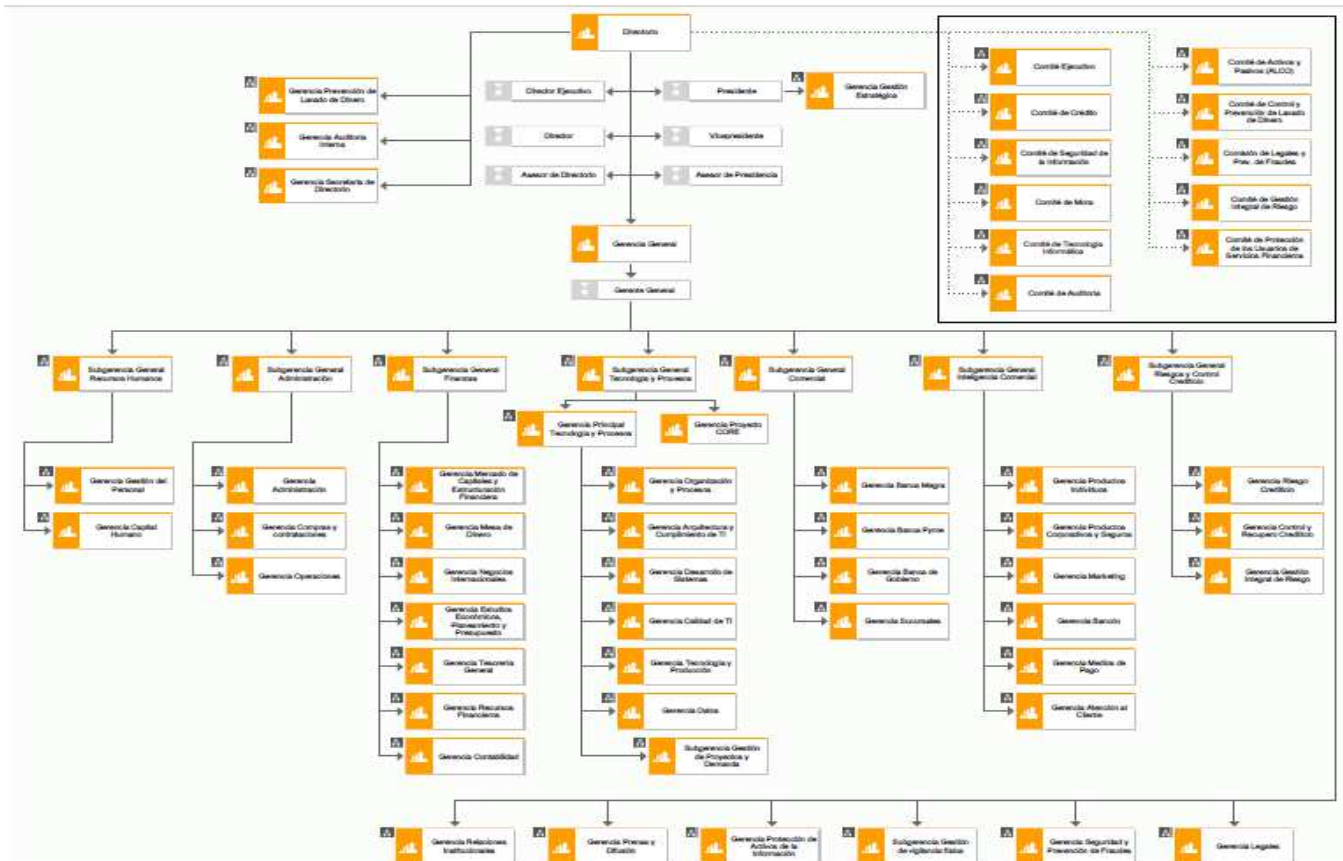 Directorio
Gerencia Prevención de
Lavado de Dinero
Gerencia Auditoría
Interna
Gerencia Secretaría de
Directorio
Director Ejecutivo
Presidente
Gerencia Gestión
Estratégica
Director
Vicepresidente
Asesor de Directorio
Asesor de Presidencia
Comité Ejecutivo
Comité de Crédito
Comité de Seguridad de
la Información
Comité de Mora
Comité de Tecnología
Informática
Comité de Auditoría
Comité de Activos y
Pasivos (ALCO)
Comité de Control y
Prevención de Lavado
de Dinero
Comisión de Legales y
Prev. de Fraudes
Comité de Gestión
Integral de Riesgo
Comité de Protección
de los Usuarios de
Servicios Financieros
Gerencia General
Gerente General
Subgerencia General
Recursos Humanos
Subgerencia General
Administración
Subgerencia General
Finanzas
Subgerencia General
Tecnología y Procesos
Subgerencia General
Comercial
Subgerencia General
Inteligencia Comercial
Subgerencia General
Riesgos y Control
Crediticio
Gerencia Principal
Tecnología y Procesos
Gerencia Proyecto
CORE
Gerencia Gestión del
Personal
Gerencia Capital
Humano
Gerencia
Administración
Gerencia Compras y
contrataciones
Gerencia Operaciones
Gerencia Mercado de
Capitales y
Estructuración
Financiera
Gerencia Mesa de
Dinero
Gerencia Negocios
Internacionales
Gerencia Estudios
Económicos,
Planeamiento y
Presupuesto
Gerencia Tesorería
General
Gerencia Recursos
Financieros
Gerencia Contabilidad
Gerencia Organización
y Procesos
Gerencia Arquitectura y
Cumplimiento de TI
Gerencia Desarrollo de
Sistemas
Gerencia Calidad de TI
Gerencia Tecnología y
Producción
Gerencia Datos
Subgerencia Gestión
de Proyectos y
Demanda
Gerencia Banca Megra
Gerencia Banca Pyme
Gerencia Banca de
Gobierno
Gerencia Sucursales
Gerencia Productos
Individuos
Gerencia Productos
Corporativos y Seguros
Gerencia Marketing
Gerencia Bancón
Gerencia Medios de
Pago
Gerencia Atención al
Cliente
Gerencia Riesgo
Crediticio
Gerencia Control y
Recupero Crediticio
Gerencia Gestión
Integral de Riesgo
Gerencia Relaciones
Institucionales
Gerencia Prensa y
Difusión
Gerencia Protección de
Activos de la
Información
Subgerencia Gestión
de vigilancia física
Gerencia Seguridad y
Prevención de Fraudes
Gerencia Legales